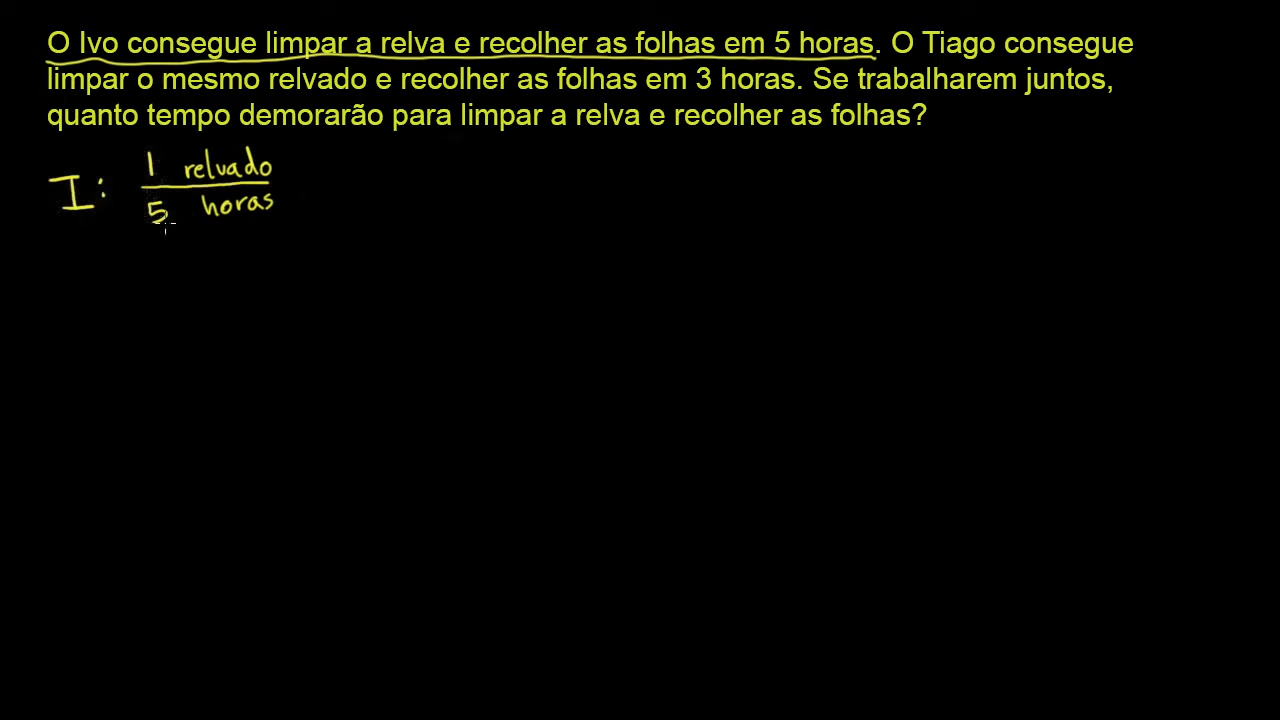 O Ivo consegue limpar a relva e recolher as folhas em 5 horas. O Tiago consegue
limpar o mesmo relvado e recolher as folhas em 3 horas. Se trabalharem juntos,
quanto tempo demorarão para limpar a relva e recolher as folhas?
I: 1 relvado
5 horas